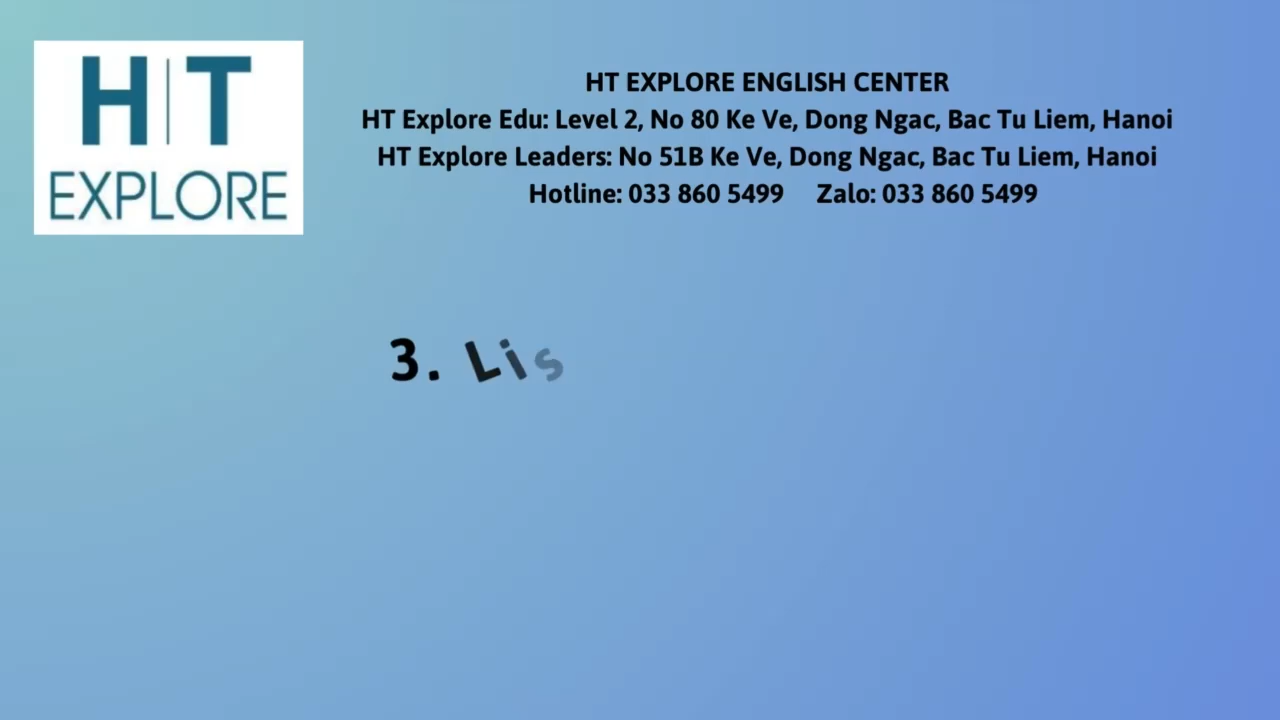 H|T
EXPLORE
HT EXPLORE ENGLISH CENTER
HT Explore Edu: Level 2, No 80 Ke Ve, Dong Ngac, Bac Tu Liem, Hanoi
HT Explore Leaders: No 51B Ke Ve, Dong Ngac, Bac Tu Liem, Hanoi
Hotline: 033 860 5499 Zalo: 033 860 5499
3. Lis